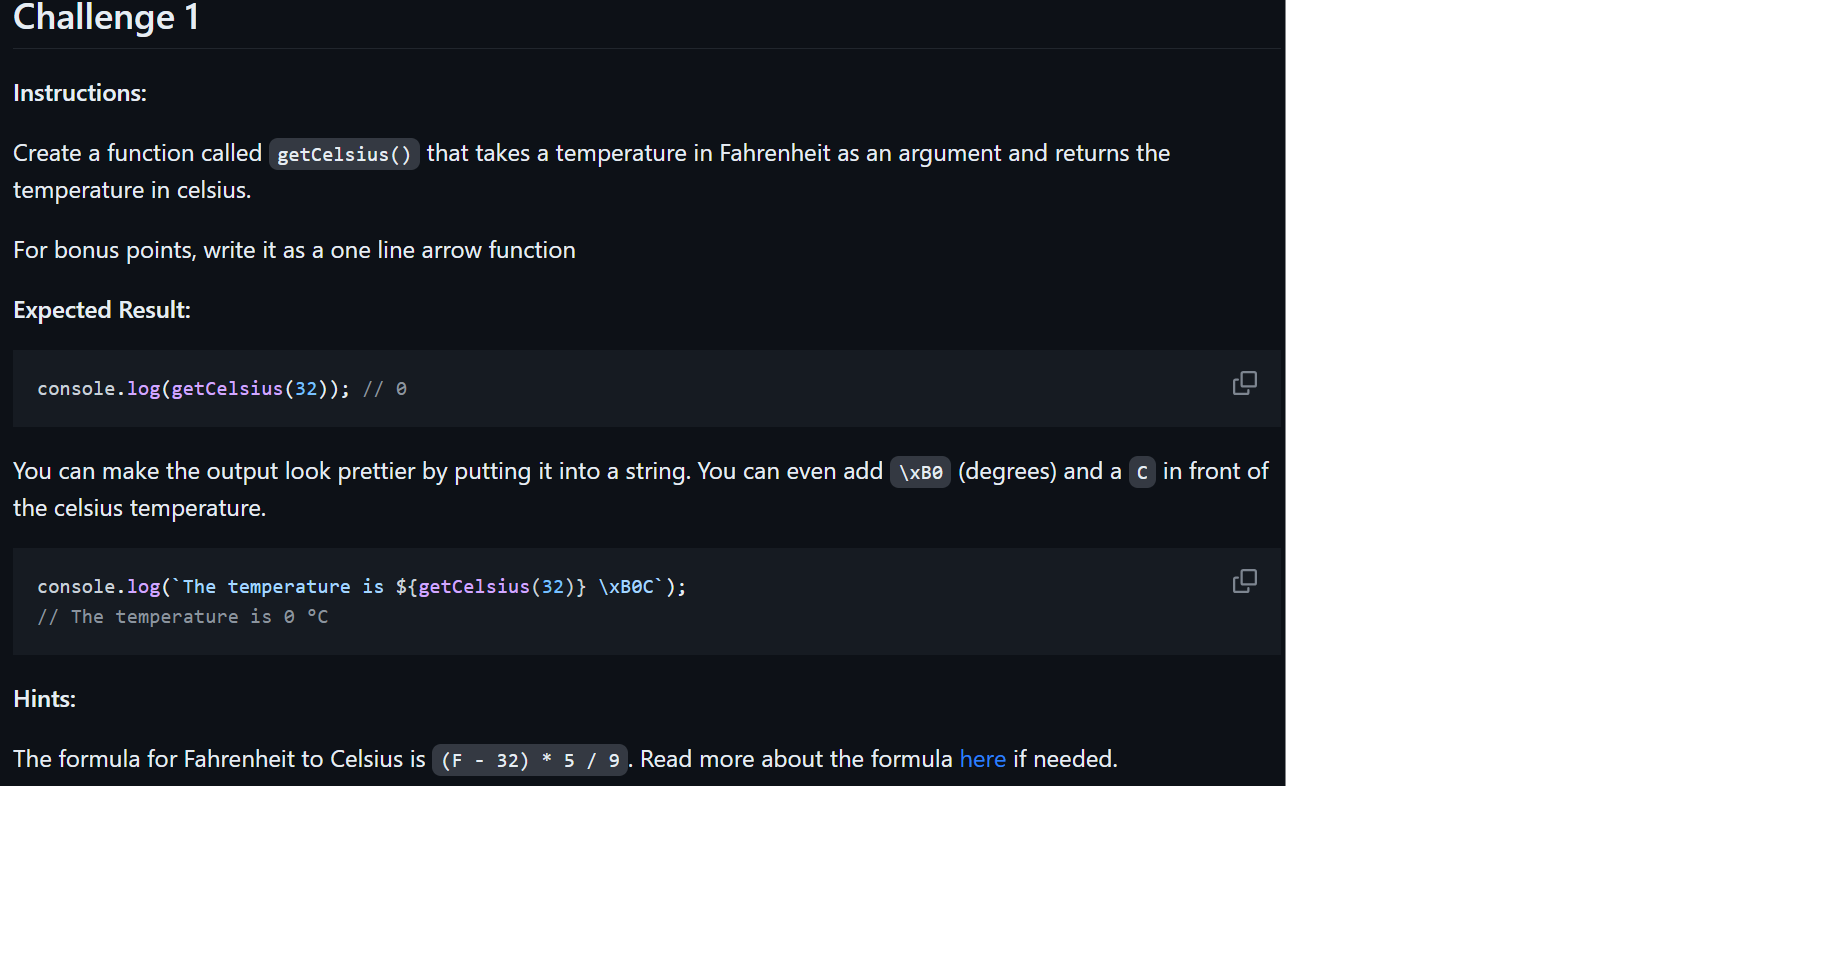 Challenge 1
Instructions:
Create a function called getCelsius() that takes a temperature in Fahrenheit as an argument and returns the
temperature in celsius.
For bonus points, write it as a one line arrow function
Expected Result:
console.log(getCelsius(32)); // 0
You can make the output look prettier by putting it into a string. You can even add \xB0 (degrees) and a C in front of
the celsius temperature.
console.log(`The temperature is ${getCelsius(32)} \xB0C`);
// The temperature is 0 °C
Hints:
The formula for Fahrenheit to Celsius is (F - 32) * 5 / 9. Read more about the formula here if needed.